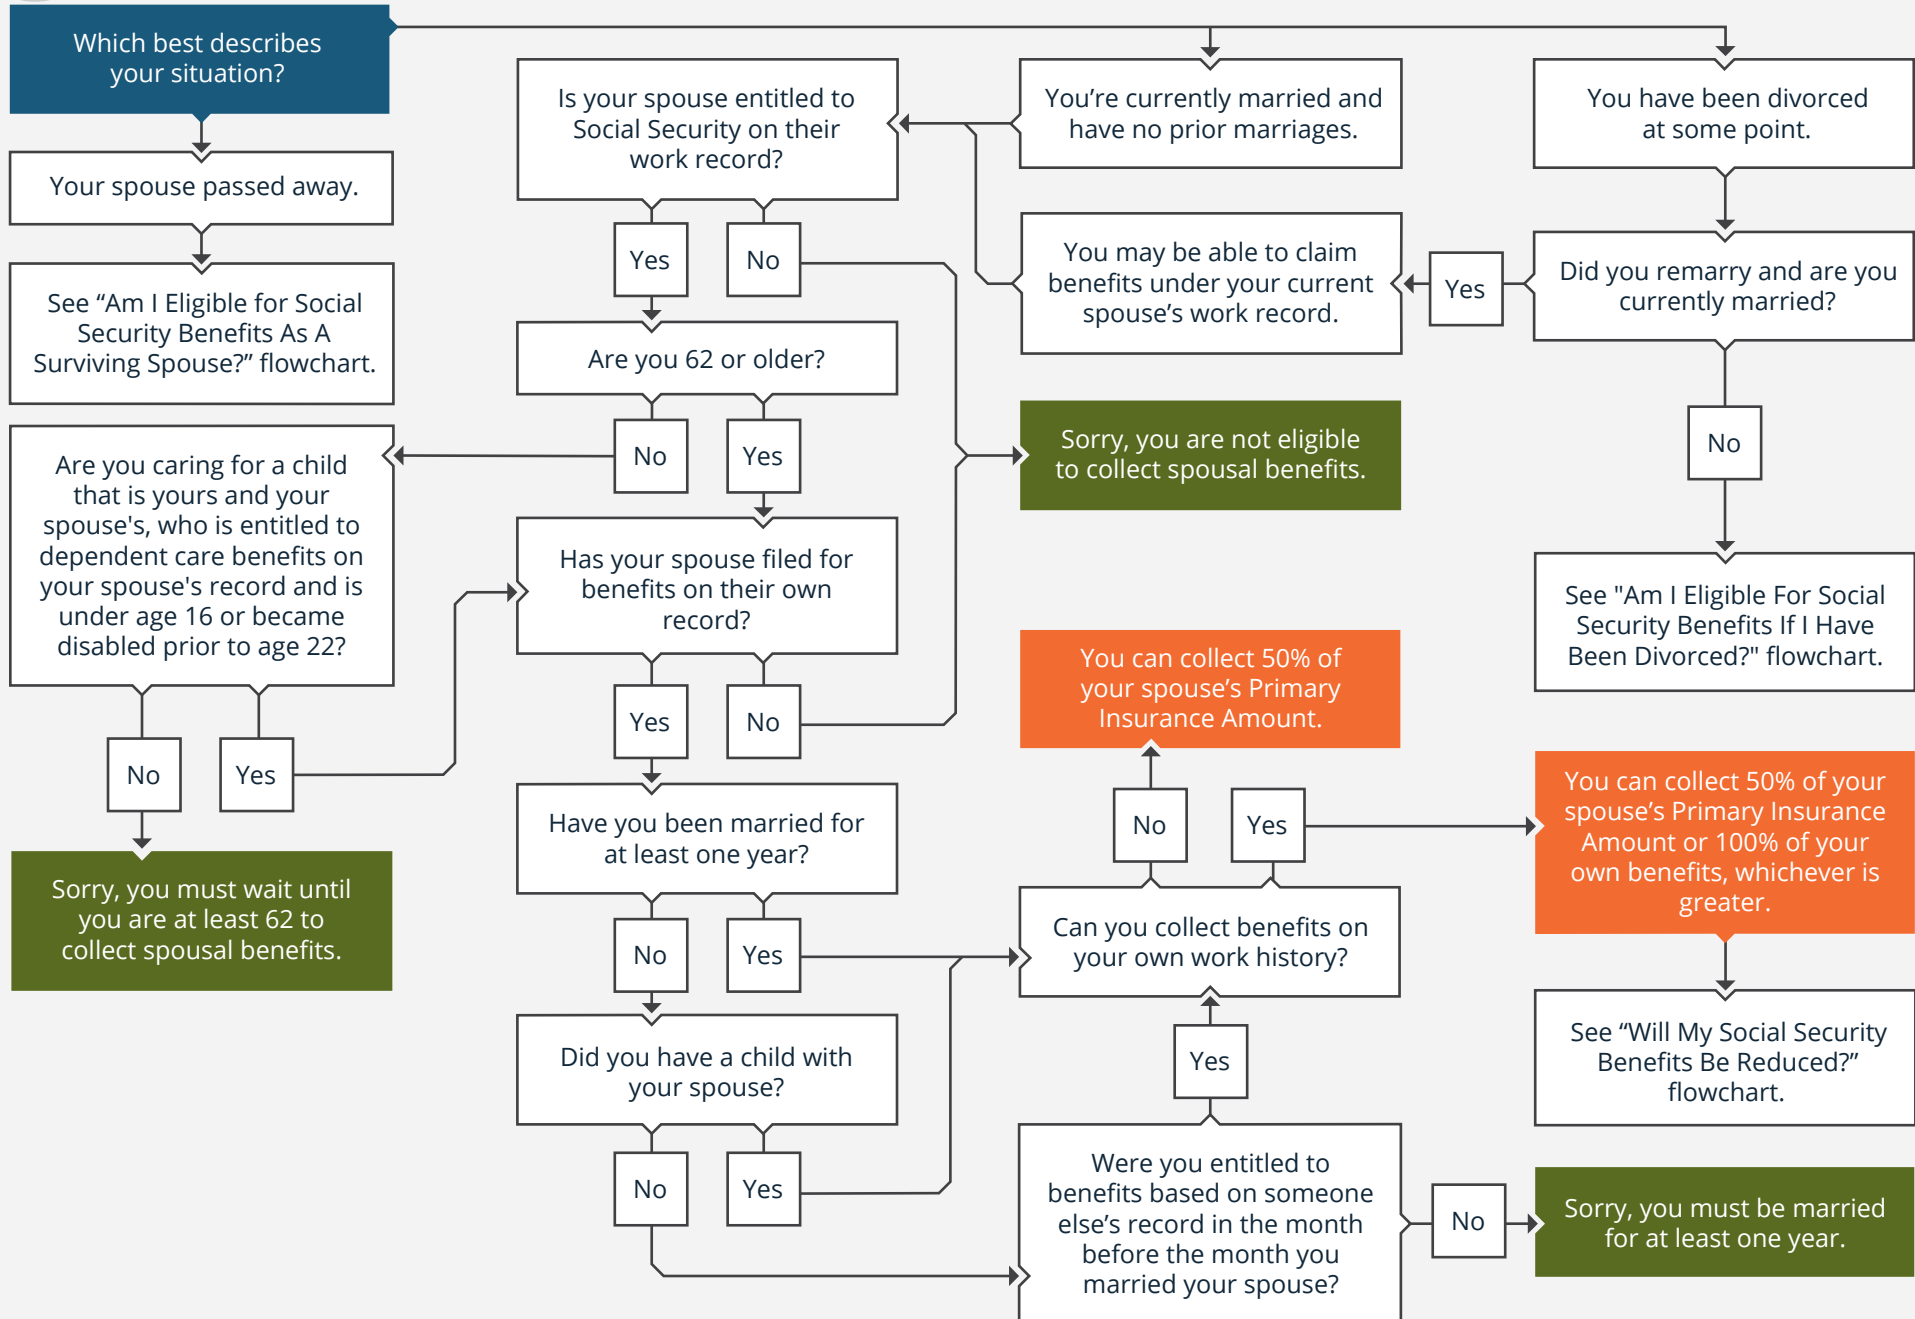 Which best describes
your situation?
Your spouse passed away.
See “Am I Eligible for Social
Security Benefits As A
Surviving Spouse?” flowchart.
You’re currently married and
have no prior marriages.
You have been divorced
at some point.
Did you remarry and are you
currently married?
Yes
You may be able to claim
benefits under your current
spouse’s work record.
No
See "Am I Eligible For Social
Security Benefits If I Have
Been Divorced?" flowchart.
Is your spouse entitled to
Social Security on their
work record?
Yes
No
Sorry, you are not eligible
to collect spousal benefits.
Are you 62 or older?
No
Yes
Are you caring for a child
that is yours and your
spouse's, who is entitled to
dependent care benefits on
your spouse's record and is
under age 16 or became
disabled prior to age 22?
No
Yes
Sorry, you must wait until
you are at least 62 to
collect spousal benefits.
Has your spouse filed for
benefits on their own
record?
Yes
No
Have you been married for
at least one year?
No
Yes
Did you have a child with
your spouse?
No
Yes
Were you entitled to
benefits based on someone
else’s record in the month
before the month you
married your spouse?
Yes
No
Sorry, you must be married
for at least one year.
Can you collect benefits on
your own work history?
No
Yes
You can collect 50% of
your spouse’s Primary
Insurance Amount.
You can collect 50% of your
spouse’s Primary Insurance
Amount or 100% of your
own benefits, whichever is
greater.
See “Will My Social Security
Benefits Be Reduced?”
flowchart.